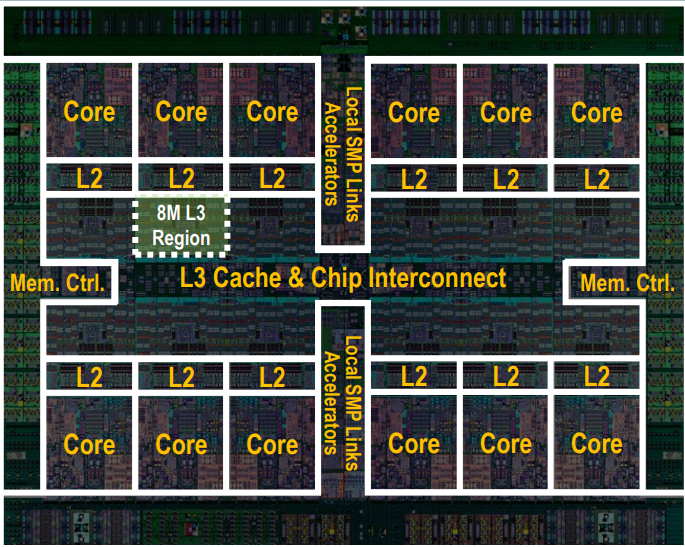 Core
Core
Core
Local SMP Links
Accelerators
Core
Core
Core
L2
L2
L2
L2
L2
L2
8M L3
Region
Mem. Ctrl.
L3 Cache & Chip Interconnect
Mem. Ctrl.
L2
L2
L2
Local SMP Links
Accelerators
L2
L2
L2
Core
Core
Core
Core
Core
Core